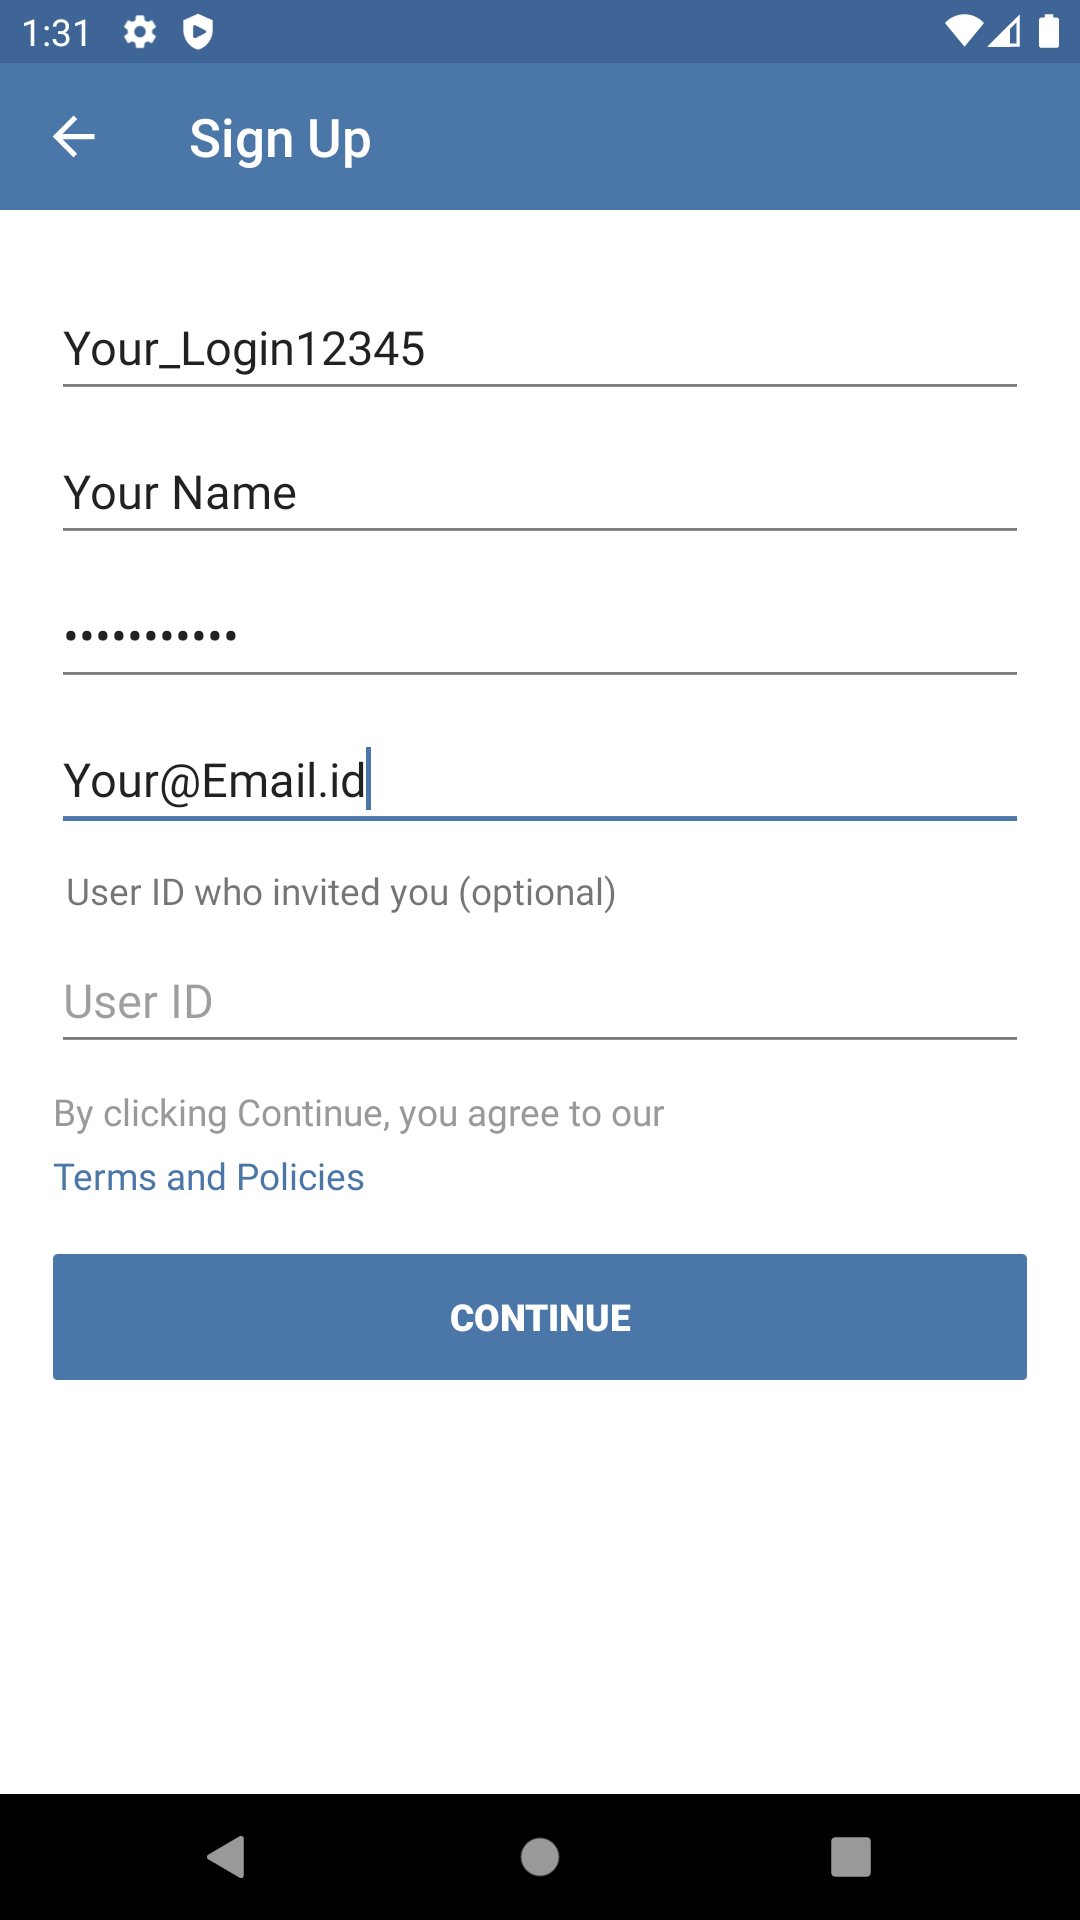 1:31
Sign Up
Your_Login12345
Your Name
•••••••••••
Your@Email.id
User ID who invited you (optional)
User ID
By clicking Continue, you agree to our
Terms and Policies
CONTINUE